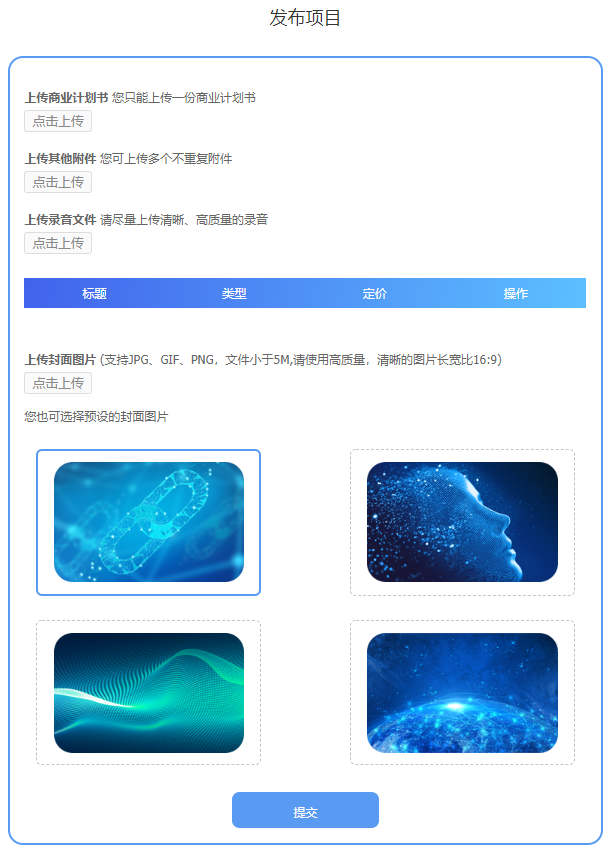 发布项目
上传商业计划书 您只能上传一份商业计划书
点击上传
上传其他附件 您可上传多个不重复附件
点击上传
上传录音文件 请尽量上传清晰、高质量的录音
点击上传
标题 类型 定价 操作
上传封面图片 (支持JPG、GIF、PNG，文件小于5M,请使用高质量，清晰的图片长宽比16:9)
点击上传
您也可选择预设的封面图片
提交